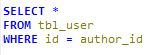 SELECT *
FROM tbl_user
WHERE id = author_id